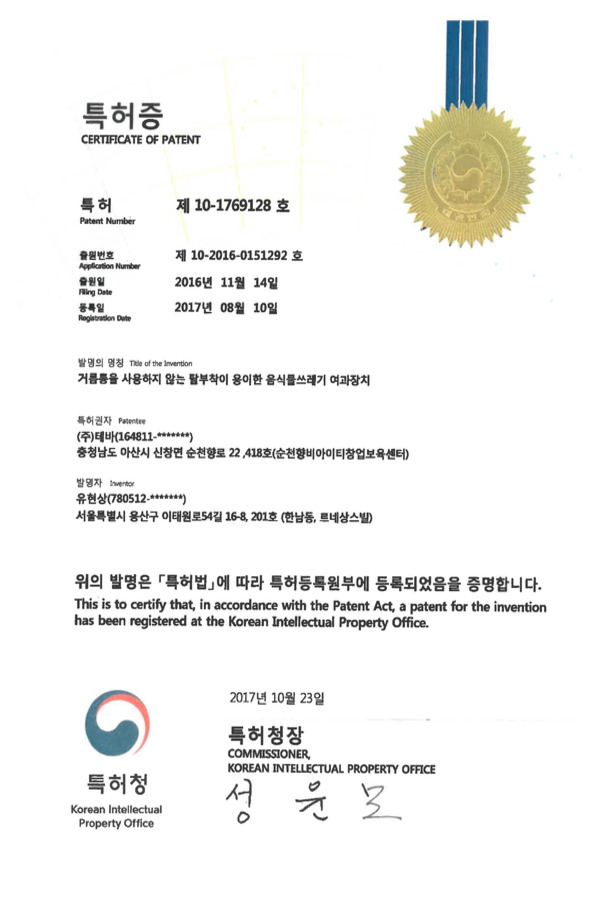 특허증
CERTIFICATE OF PATENT
특허 제 10-1769128 호
Patent Number
출원번호 제 10-2016-0151292 호
Application Number
출원일 2016년 11월 14일
Filing Date
등록일 2017년 08월 10일
Registration Date
발명의 명칭 Title of the Invention
거름통을 사용하지 않는 탈부착이 용이한 음식물쓰레기 여과장치
특허권자 Patentee
(주)테바(164811-*******)
충청남도 아산시 신창면 순천향로 22 ,418호(순천향비아이티창업보육센터)
발명자 Inventor
유현상(780512-*******)
서울특별시 용산구 이태원로54길 16-8, 201호 (한남동, 르네상스빌)
위의 발명은 「특허법」에 따라 특허등록원부에 등록되었음을 증명합니다.
This is to certify that, in accordance with the Patent Act, a patent for the invention
has been registered at the Korean Intellectual Property Office.
2017년 10월 23일
특허청장
COMMISSIONER,
KOREAN INTELLECTUAL PROPERTY OFFICE
성윤모
특허청
Korean Intellectual
Property Office